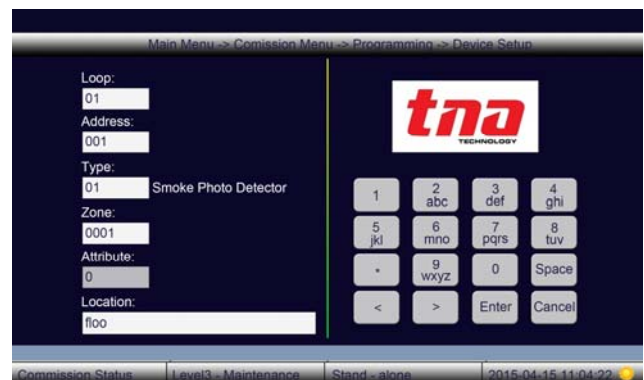 Main Menu -> Comission Menu -> Programming -> Device Setup
Loop:
01
Address:
001
Type:
01 Smoke Photo Detector
Zone:
0001
Attribute:
0
Location:
floo
tna
TECHNOLOGY
1
2
abc
3
def
4
ghi
5
jkl
6
mno
7
pqrs
8
tuv
*
9
wxyz
0
Space
<
>
Enter
Cancel
Commission Status Level3 - Maintenance Stand - alone 2015-04-15 11:04:22